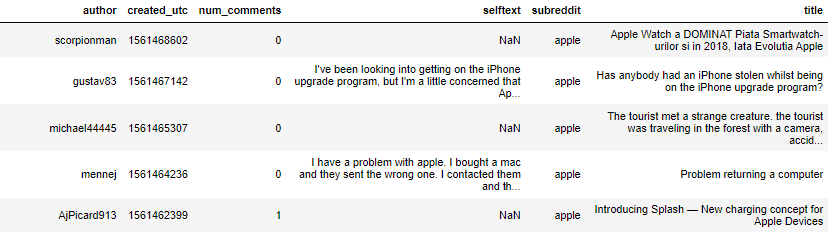 author created_utc num_comments selftext subreddit title
scorpionman 1561468602 0 NaN apple Apple Watch a DOMINAT Piata Smartwatch-
urilor si in 2018, Iata Evolutia Apple
gustav83 1561467142 0 I've been looking into getting on the iPhone
upgrade program, but I'm a little concerned that
Ap... apple Has anybody had an iPhone stolen whilst being
on the iPhone upgrade program?
michael44445 1561465307 0 NaN apple The tourist met a strange creature. the tourist
was traveling in the forest with a camera,
accid...
mennej 1561464236 0 I have a problem with apple. I bought a mac
and they sent the wrong one. I contacted them
and th... apple Problem returning a computer
AjPicard913 1561462399 1 NaN apple Introducing Splash — New charging concept for
Apple Devices